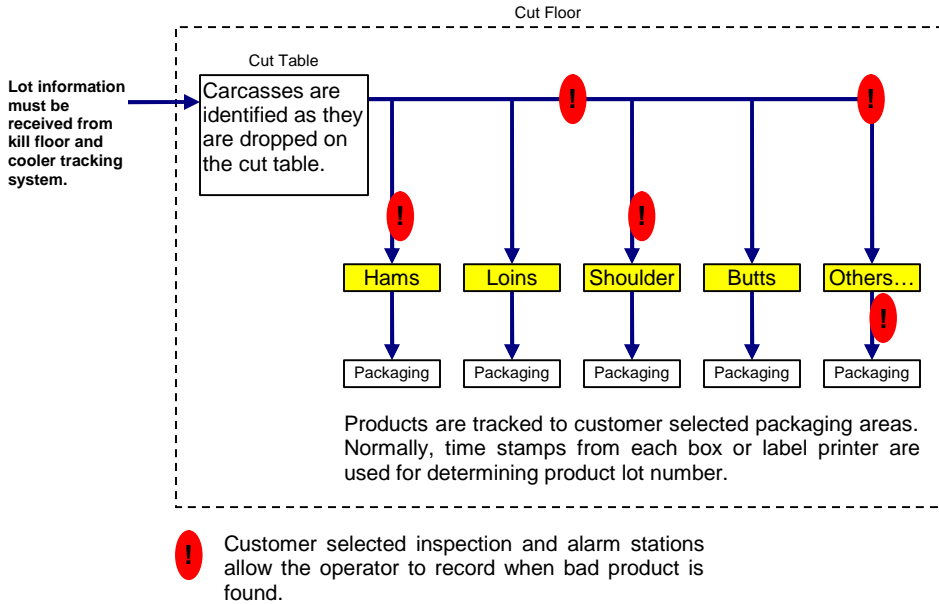 Cut Floor
Cut Table
Lot information
must be
received from
kill floor and
cooler tracking
system.
Carcasses are
identified as they
are dropped on
the cut table.
!
!
!
!
Hams
Loins
Shoulder
Butts
Others…
!
Packaging
Packaging
Packaging
Packaging
Packaging
Products are tracked to customer selected packaging areas.
Normally, time stamps from each box or label printer are
used for determining product lot number.
!
Customer selected inspection and alarm stations
allow the operator to record when bad product is
found.